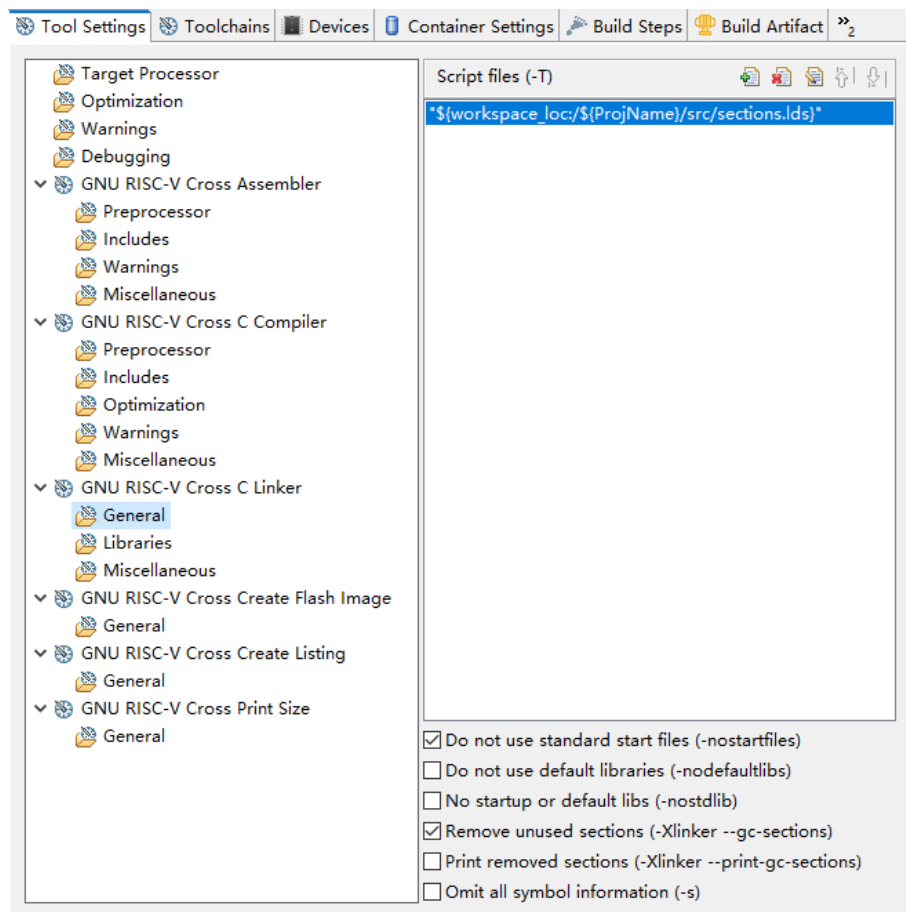 Tool Settings Toolchains Devices Container Settings Build Steps Build Artifact »2
Target Processor
Optimization
Warnings
Debugging
GNU RISC-V Cross Assembler
Preprocessor
Includes
Warnings
Miscellaneous
GNU RISC-V Cross C Compiler
Preprocessor
Includes
Optimization
Warnings
Miscellaneous
GNU RISC-V Cross C Linker
General
Libraries
Miscellaneous
GNU RISC-V Cross Create Flash Image
General
GNU RISC-V Cross Create Listing
General
GNU RISC-V Cross Print Size
General
Script files (-T)
"${workspace_loc:/${ProjName}/src/sections.lds}"
Do not use standard start files (-nostartfiles)
Do not use default libraries (-nodefaultlibs)
No startup or default libs (-nostdlib)
Remove unused sections (-Xlinker --gc-sections)
Print removed sections (-Xlinker --print-gc-sections)
Omit all symbol information (-s)